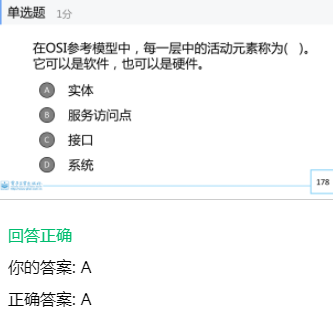 单选题 1分
在OSI参考模型中，每一层中的活动元素称为( )。
它可以是软件，也可以是硬件。
A 实体
B 服务访问点
C 接口
D 系统
178
回答正确
你的答案: A
正确答案: A